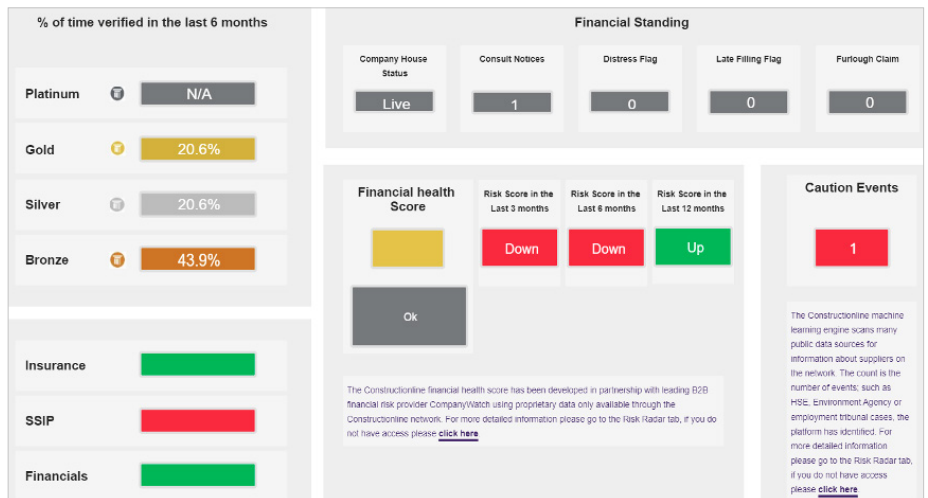 % of time verified in the last 6 months
Platinum
N/A
Gold
20.6%
Silver
20.6%
Bronze
43.9%
Insurance
SSIP
Financials
Financial Standing
Company House
Status
Live
Consult Notices
1
Distress Flag
0
Late Filling Flag
0
Furlough Claim
0
Financial health
Score
Ok
Risk Score in the
Last 3 months
Down
Risk Score in the
Last 6 months
Down
Risk Score in the
Last 12 months
Up
The Constructionline financial health score has been developed in partnership with leading B2B
financial risk provider CompanyWatch using proprietary data only available through the
Constructionline network. For more detailed information please go to the Risk Radar tab, if you do
not have access please click here
Caution Events
1
The Constructionline machine
learning engine scans many
public data sources for
information about suppliers on
the network. The count is the
number of events; such as
HSE, Environment Agency or
employment tribunal cases, the
platform has identified. For
more detailed information
please go to the Risk Radar tab,
if you do not have access
please click here